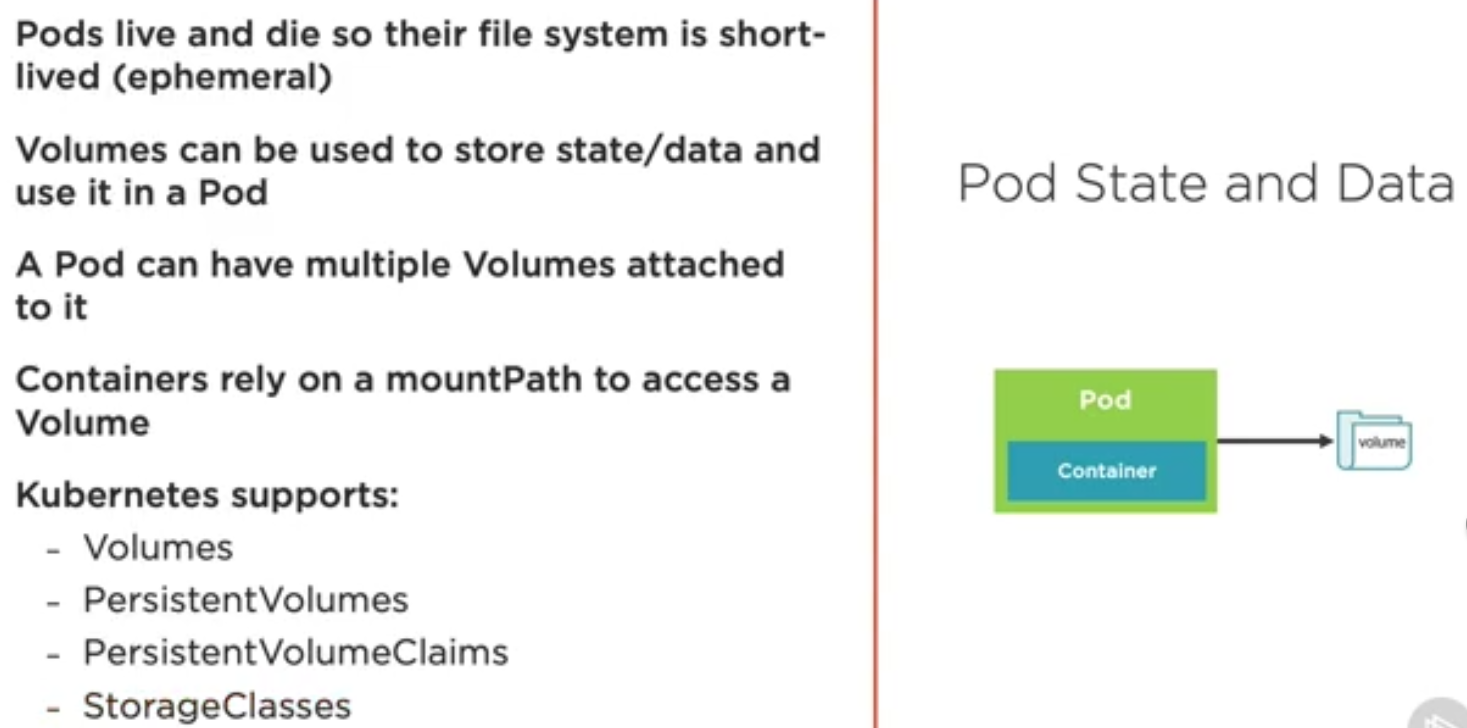 Pods live and die so their file system is short-
lived (ephemeral)
Volumes can be used to store state/data and
use it in a Pod
A Pod can have multiple Volumes attached
to it
Containers rely on a mountPath to access a
Volume
Kubernetes supports:
- Volumes
- PersistentVolumes
- PersistentVolumeClaims
- StorageClasses
Pod State and Data
Pod
Container
volume